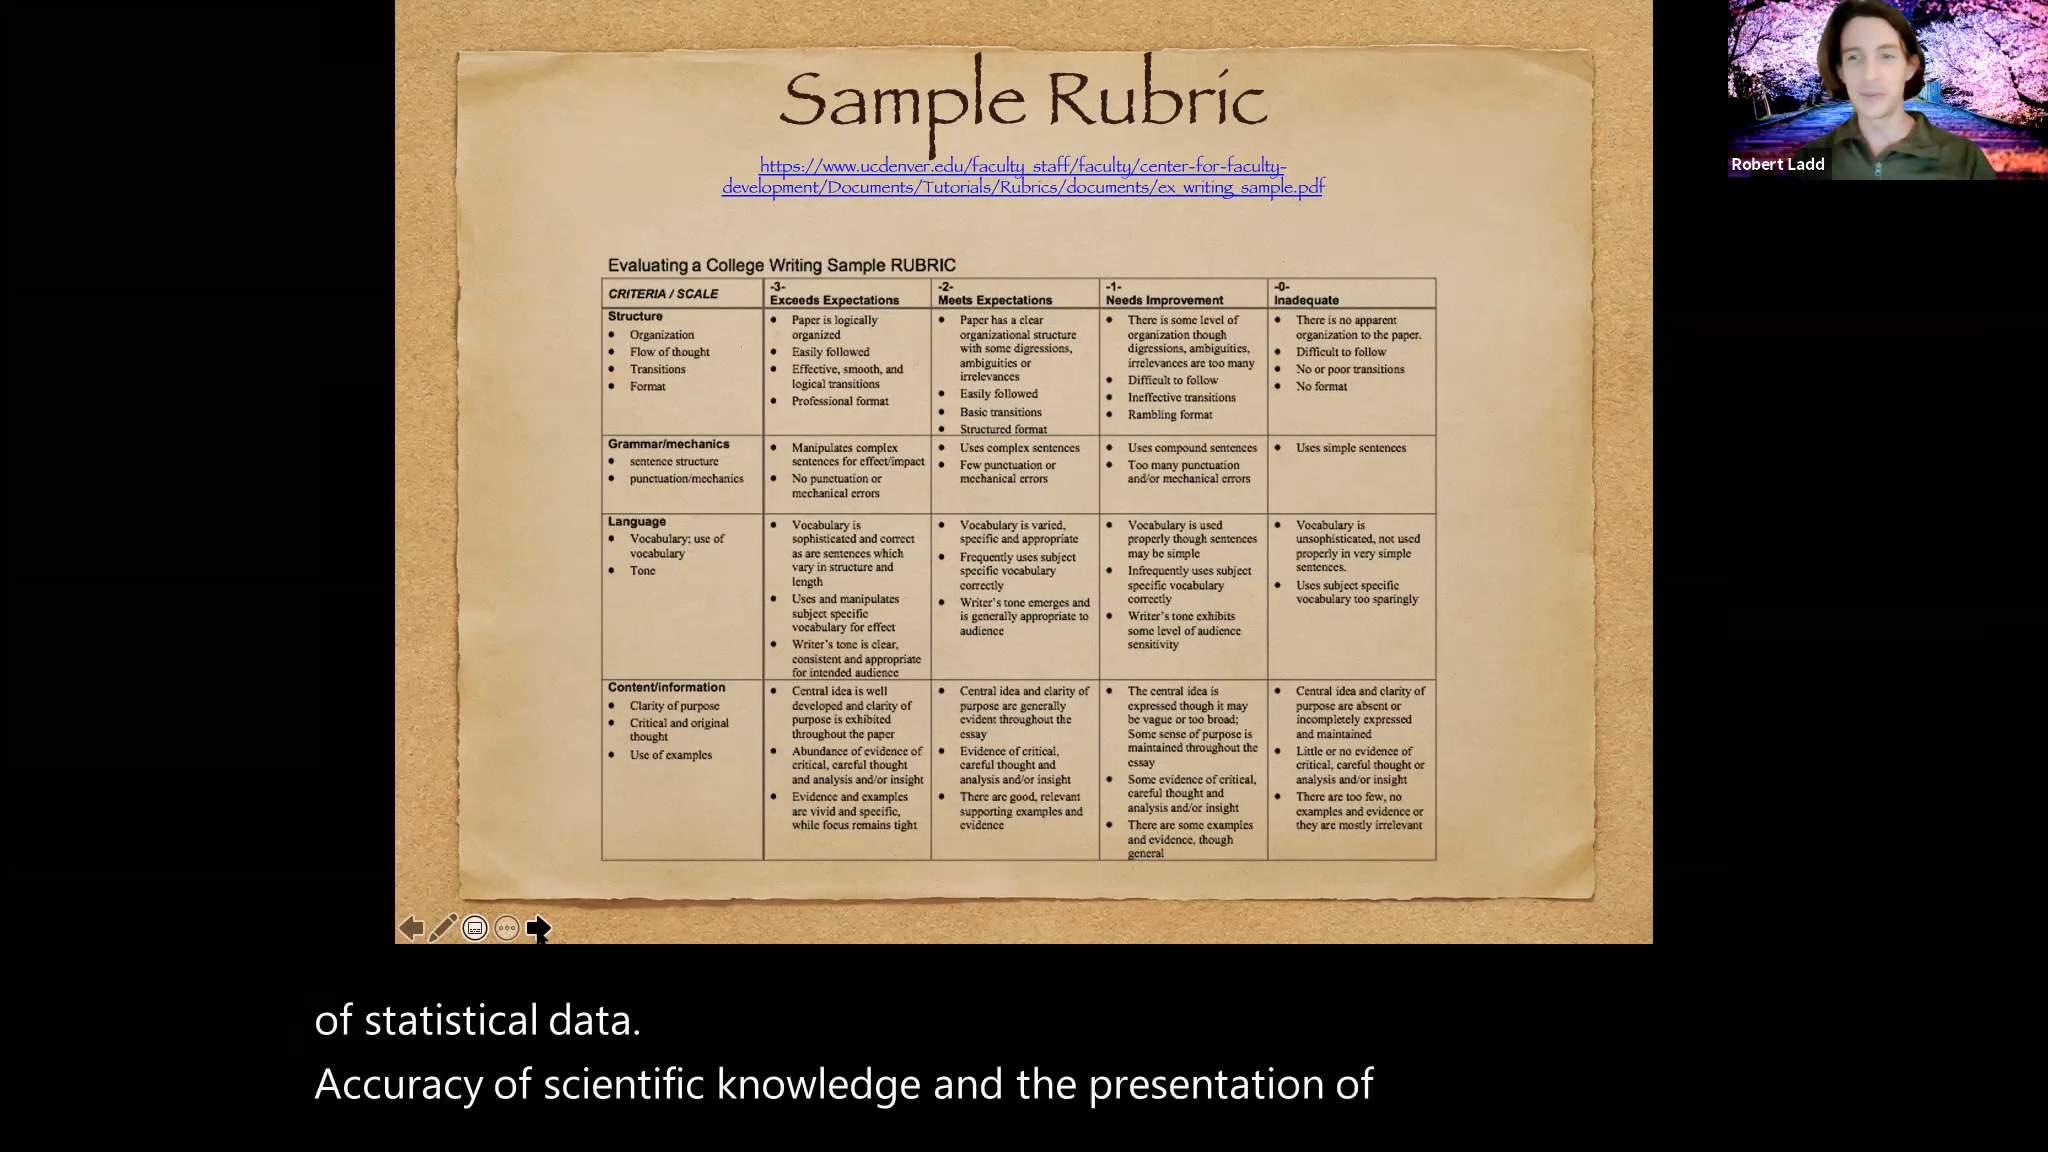 Sample Rubric
https://www.ucdenver.edu/faculty_staff/faculty/center-for-faculty-
development/Documents/Tutorials/Rubrics/documents/ex_writing_sample.pdf
Robert Ladd
Evaluating a College Writing Sample RUBRIC
CRITERIA / SCALE
-3-
Exceeds Expectations
-2-
Meets Expectations
-1-
Needs Improvement
-0-
Inadequate
Structure
• Organization
• Flow of thought
• Transitions
• Format
• Paper is logically
organized
• Easily followed
• Effective, smooth, and
logical transitions
• Professional format
• Paper has a clear
organizational structure
with some digressions,
ambiguities or
irrelevances
• Easily followed
• Basic transitions
• Structured format
• There is some level of
organization though
digressions, ambiguities,
irrelevances are too many
• Difficult to follow
• Ineffective transitions
• Rambling format
• There is no apparent
organization to the paper.
• Difficult to follow
• No or poor transitions
• No format
Grammar/mechanics
• sentence structure
• punctuation/mechanics
• Manipulates complex
sentences for effect/impact
• No punctuation or
mechanical errors
• Uses complex sentences
• Few punctuation or
mechanical errors
• Uses compound sentences
• Too many punctuation
and/or mechanical errors
• Uses simple sentences
Language
• Vocabulary; use of
vocabulary
• Tone
• Vocabulary is
sophisticated and correct
as are sentences which
vary in structure and
length
• Uses and manipulates
subject specific
vocabulary for effect
• Writer's tone is clear,
consistent and appropriate
for intended audience
• Vocabulary is varied,
specific and appropriate
• Frequently uses subject
specific vocabulary
correctly
• Writer's tone emerges and
is generally appropriate to
audience
• Vocabulary is used
properly though sentences
may be simple
• Infrequently uses subject
specific vocabulary
correctly
• Writer's tone exhibits
some level of audience
sensitivity
• Vocabulary is
unsophisticated, not used
properly in very simple
sentences.
• Uses subject specific
vocabulary too sparingly
Content/information
• Clarity of purpose
• Critical and original
thought
• Use of examples
• Central idea is well
developed and clarity of
purpose is exhibited
throughout the paper
• Abundance of evidence of
critical, careful thought
and analysis and/or insight
• Evidence and examples
are vivid and specific,
while focus remains tight
• Central idea and clarity of
purpose are generally
evident throughout the
essay
• Evidence of critical,
careful thought and
analysis and/or insight
• There are good, relevant
supporting examples and
evidence
• The central idea is
expressed though it may
be vague or too broad;
Some sense of purpose is
maintained throughout the
essay
• Some evidence of critical,
careful thought and
analysis and/or insight
• There are some examples
and evidence, though
general
• Central idea and clarity of
purpose are absent or
incompletely expressed
and maintained
• Little or no evidence of
critical, careful thought or
analysis and/or insight
• There are too few, no
examples and evidence or
they are mostly irrelevant
of statistical data.
Accuracy of scientific knowledge and the presentation of